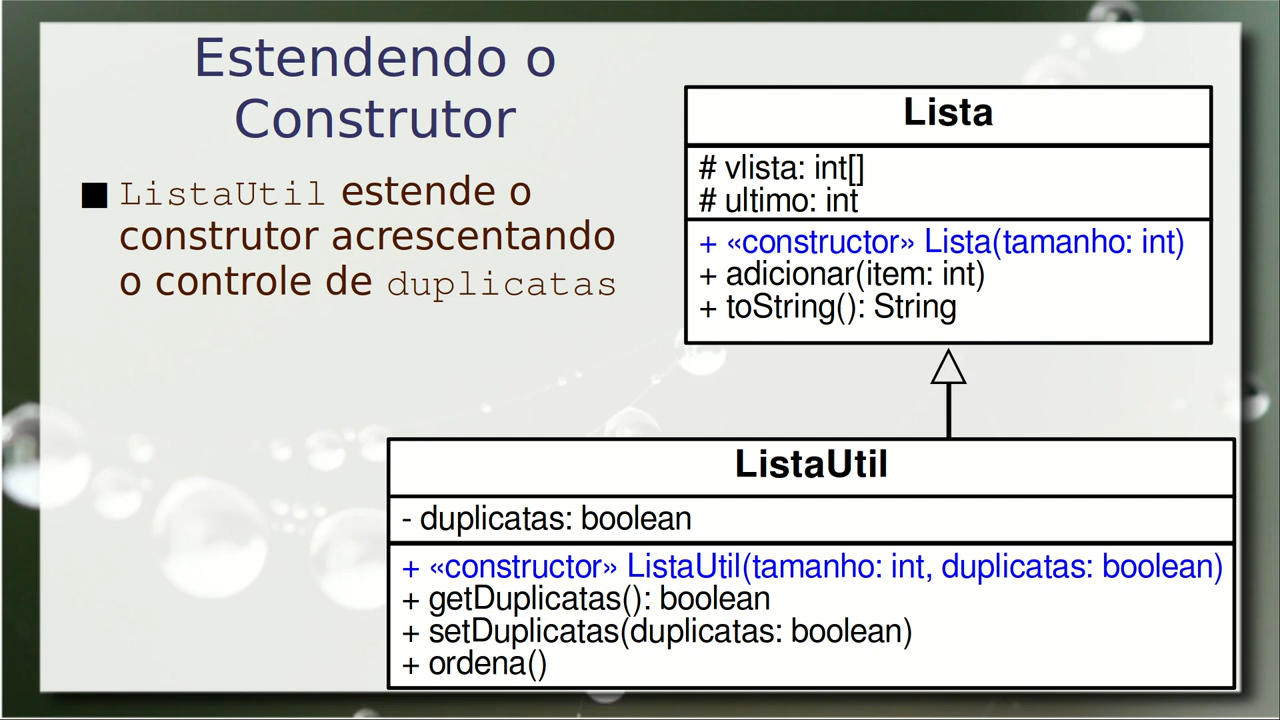 Estendendo o
Construtor
■ ListaUtil estende o
construtor acrescentando
o controle de duplicatas
Lista
# vlista: int[]
# ultimo: int
+ «constructor» Lista(tamanho: int)
+ adicionar(item: int)
+ toString(): String
ListaUtil
- duplicatas: boolean
+ «constructor» ListaUtil(tamanho: int, duplicatas: boolean)
+ getDuplicatas(): boolean
+ setDuplicatas(duplicatas: boolean)
+ ordena()